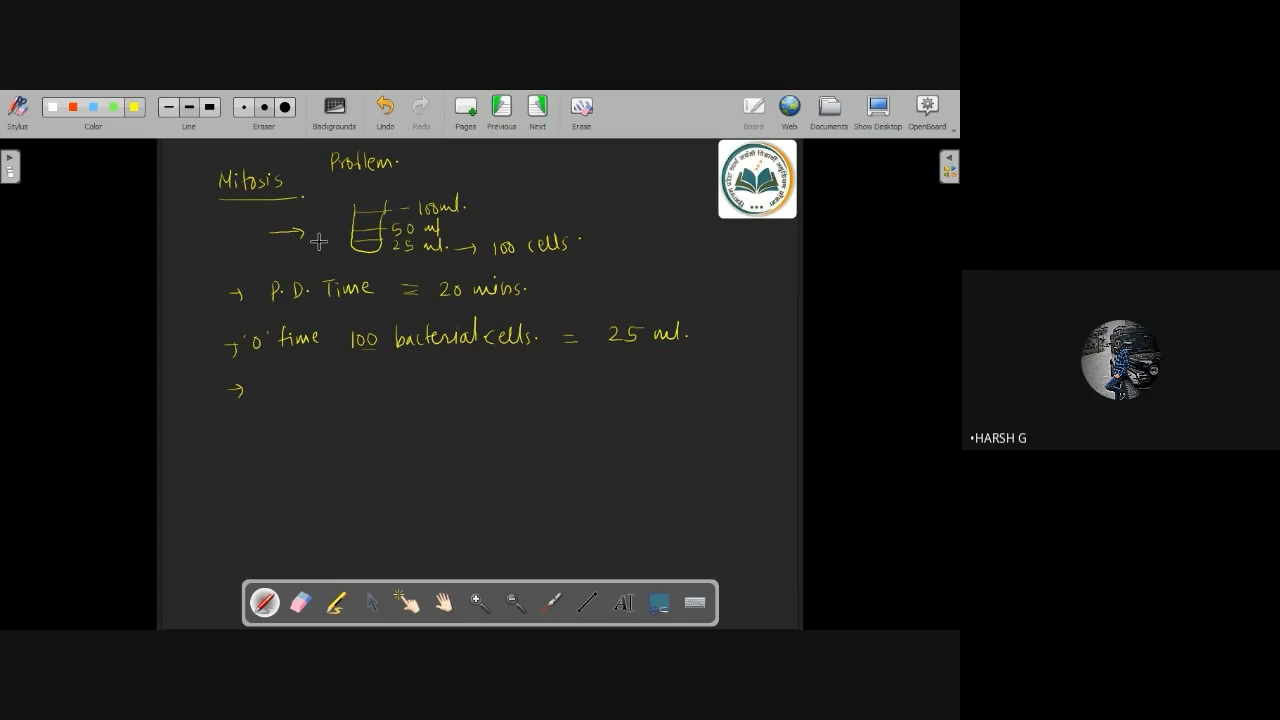 Stylus Color Line Eraser Backgrounds Undo Redo Pages Previous Next Erase Board Web Documents Show Desktop OpenBoard
Problem.
Mitosis
- 100ml.
50 ml
25 ml. → 100 cells.
→ P.D. Time = 20 mins.
→ '0' time 100 bacterial cells. = 25 ml.
→
AI
•HARSH G